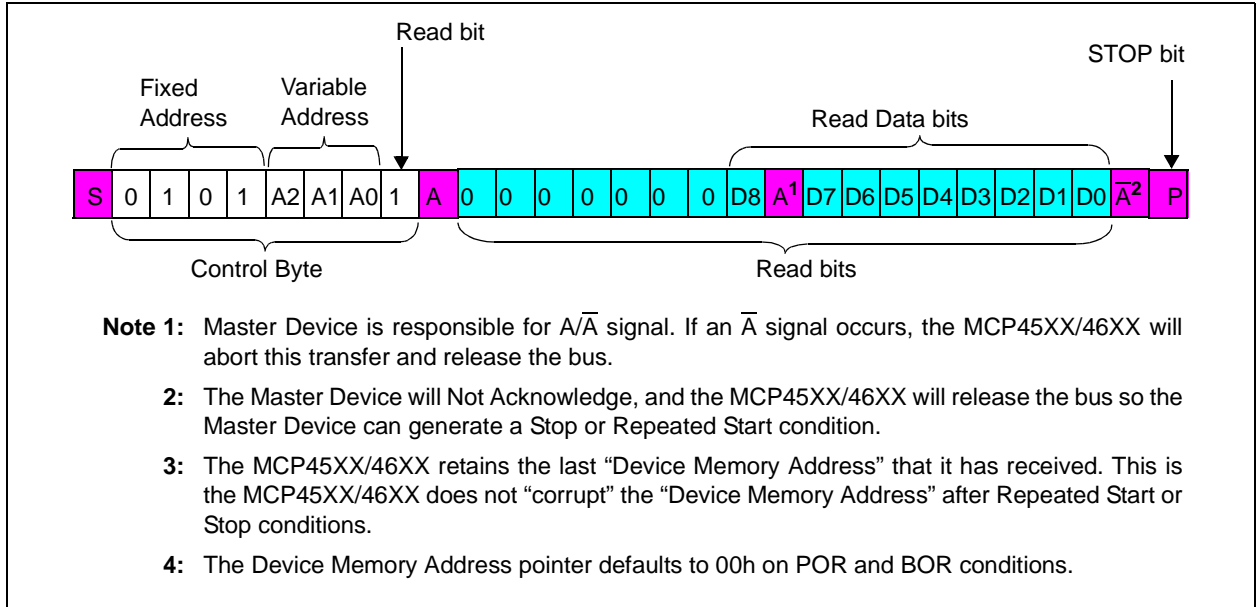 Read bit
STOP bit
Fixed
Address
Variable
Address
Read Data bits
S 0 1 0 1 A2 A1 A0 1 A 0 0 0 0 0 0 0 D8 A¹ D7 D6 D5 D4 D3 D2 D1 D0 A̅² P
Control Byte
Read bits
Note 1: Master Device is responsible for A/A̅ signal. If an A̅ signal occurs, the MCP45XX/46XX will
abort this transfer and release the bus.
2: The Master Device will Not Acknowledge, and the MCP45XX/46XX will release the bus so the
Master Device can generate a Stop or Repeated Start condition.
3: The MCP45XX/46XX retains the last “Device Memory Address” that it has received. This is
the MCP45XX/46XX does not “corrupt” the “Device Memory Address” after Repeated Start or
Stop conditions.
4: The Device Memory Address pointer defaults to 00h on POR and BOR conditions.